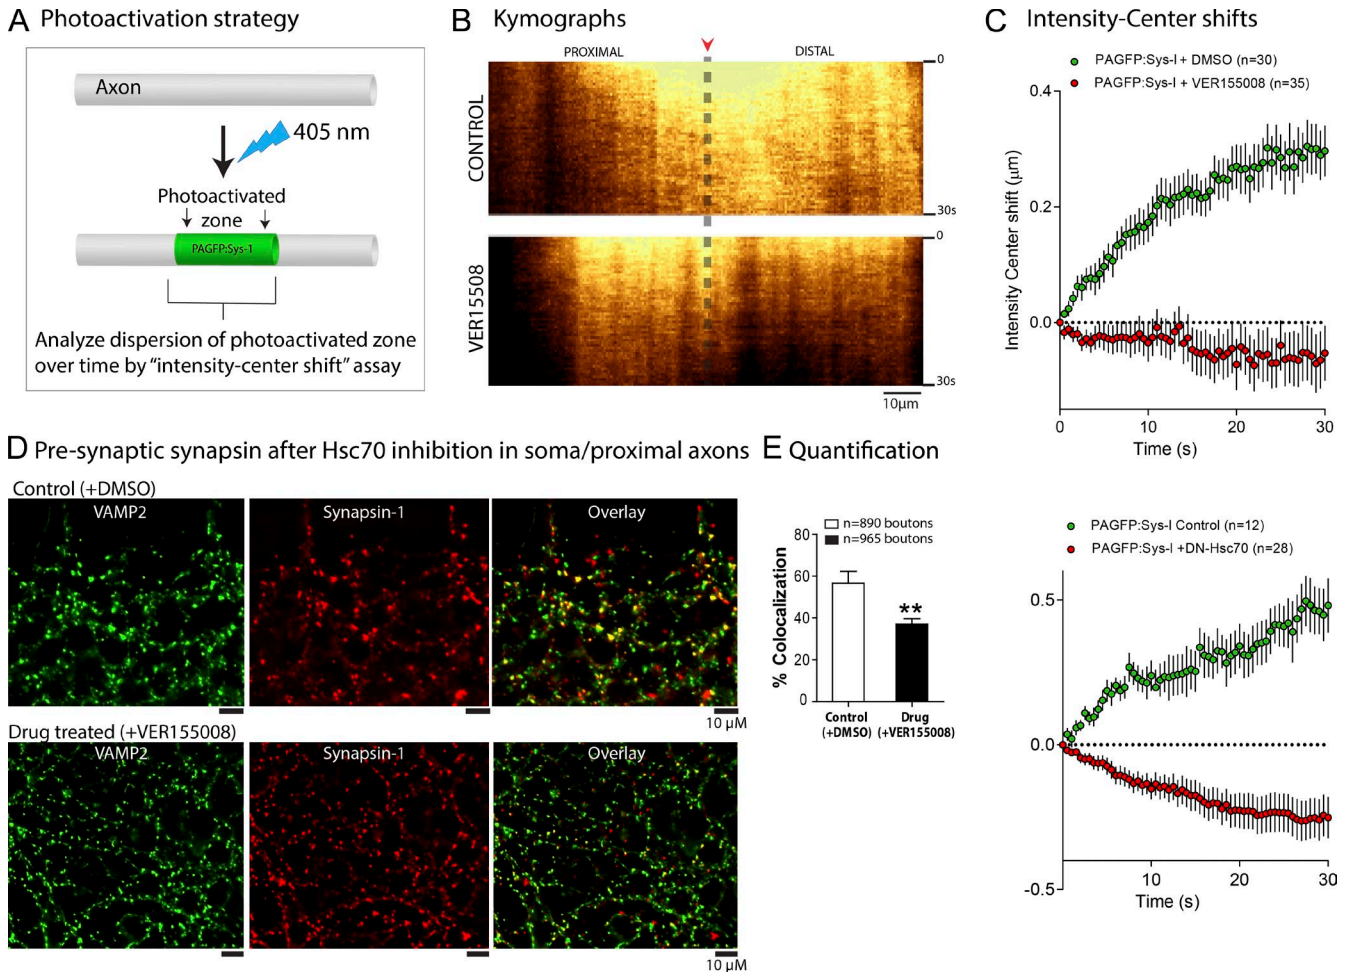 A Photoactivation strategy
Axon
405 nm
Photoactivated
zone
PAGFP:Sys-1
Analyze dispersion of photoactivated zone
over time by "intensity-center shift" assay
B Kymographs
PROXIMAL
DISTAL
CONTROL
0
30s
VER15508
0
30s
10μm
C Intensity-Center shifts
PAGFP:Sys-I + DMSO (n=30)
PAGFP:Sys-I + VER155008 (n=35)
Intensity Center shift (μm)
0.4
0.2
0.0
0
10
20
30
Time (s)
PAGFP:Sys-I Control (n=12)
PAGFP:Sys-I +DN-Hsc70 (n=28)
0.5
0.0
-0.5
10
20
30
Time (s)
D Pre-synaptic synapsin after Hsc70 inhibition in soma/proximal axons
Control (+DMSO)
VAMP2
Synapsin-1
Overlay
10 μM
Drug treated (+VER155008)
VAMP2
Synapsin-1
Overlay
10 μM
E Quantification
n=890 boutons
n=965 boutons
% Colocalization
80
60
40
20
0
**
Control
(+DMSO)
Drug
(+VER155008)